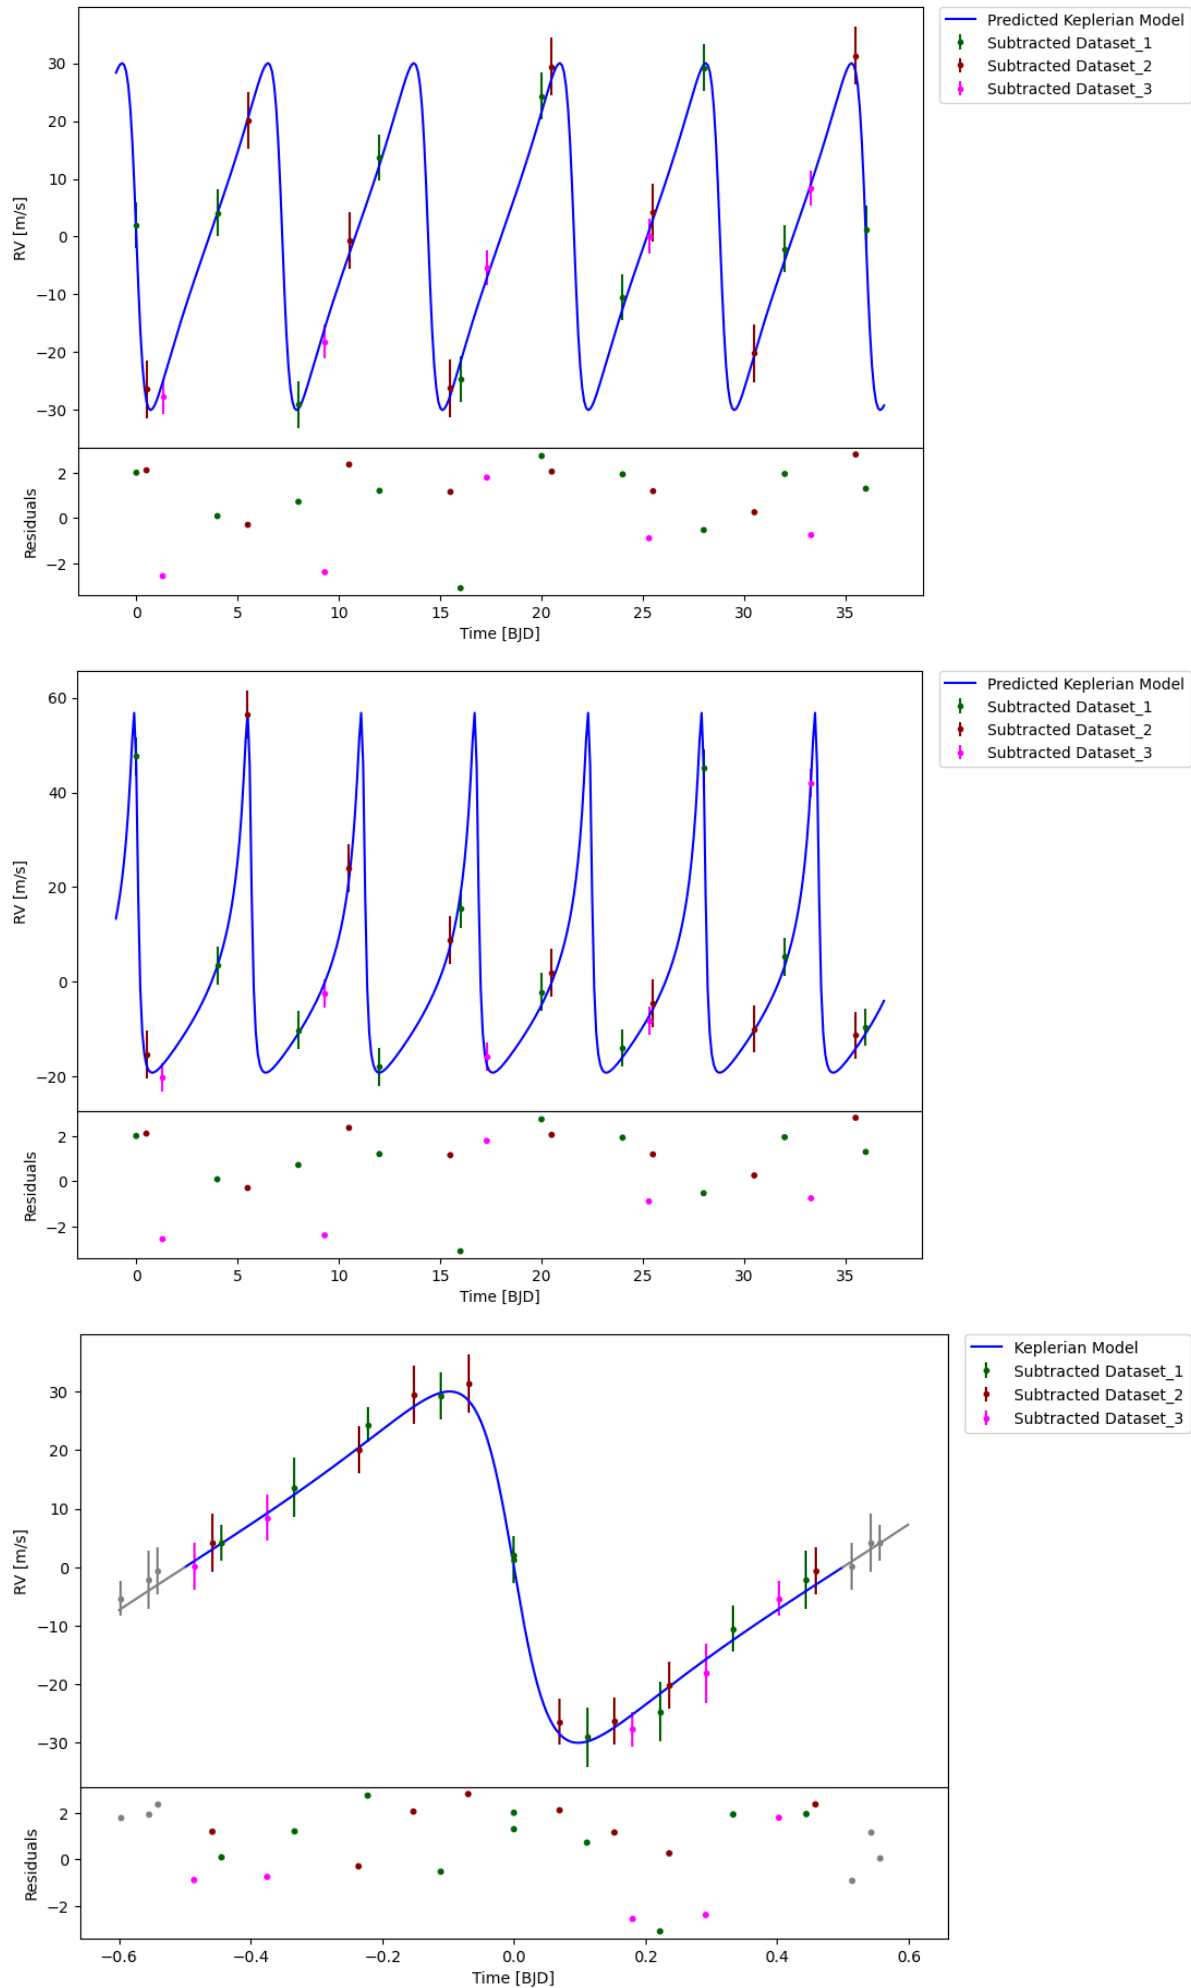 Predicted Keplerian Model
Subtracted Dataset_1
Subtracted Dataset_2
Subtracted Dataset_3
RV [m/s]
30
20
10
0
−10
−20
−30
Residuals
2
0
−2
0 5 10 15 20 25 30 35
Time [BJD]
Predicted Keplerian Model
Subtracted Dataset_1
Subtracted Dataset_2
Subtracted Dataset_3
RV [m/s]
60
40
20
0
−20
Residuals
2
0
−2
0 5 10 15 20 25 30 35
Time [BJD]
Keplerian Model
Subtracted Dataset_1
Subtracted Dataset_2
Subtracted Dataset_3
RV [m/s]
30
20
10
0
−10
−20
−30
Residuals
2
0
−2
−0.6 −0.4 −0.2 0.0 0.2 0.4 0.6
Time [BJD]